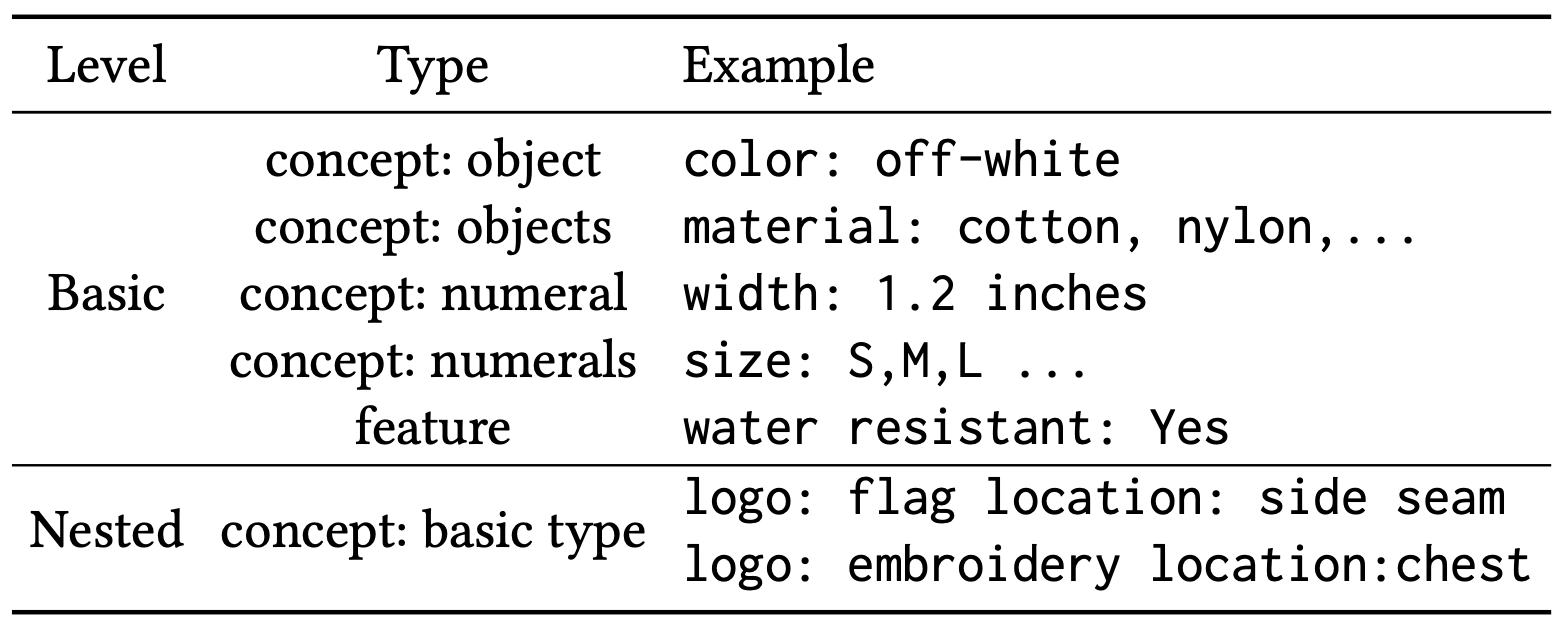 Level Type Example
concept: object color: off-white
concept: objects material: cotton, nylon,...
Basic concept: numeral width: 1.2 inches
concept: numerals size: S,M,L ...
feature water resistant: Yes
Nested concept: basic type logo: flag location: side seam
logo: embroidery location:chest